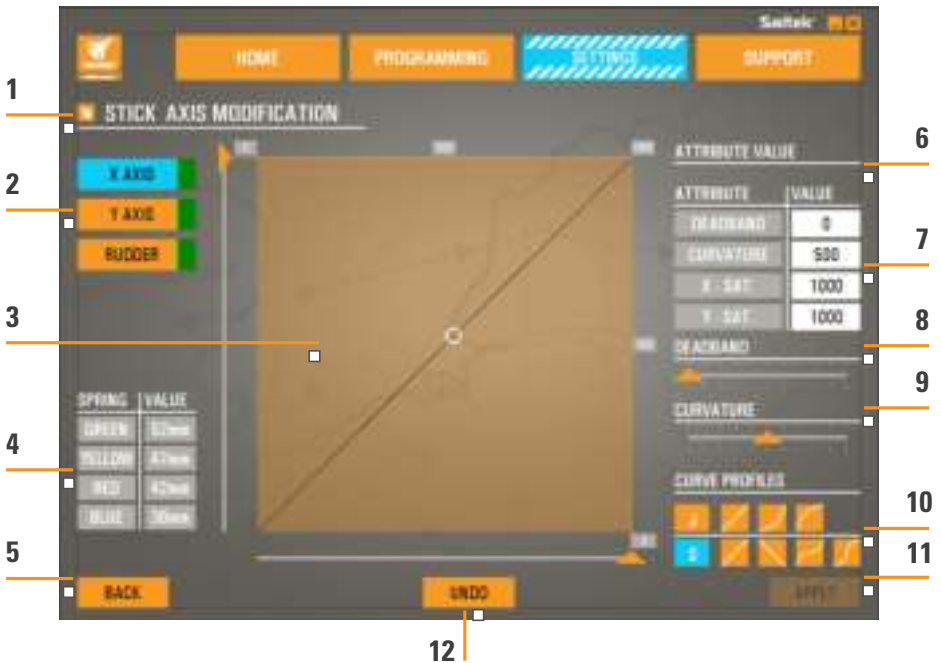 Saitek
HOME PROGRAMMING SETTINGS SUPPORT
1
STICK AXIS MODIFICATION
6
ATTRIBUTE VALUE
2
X AXIS
Y AXIS
RUDDER
ATTRIBUTE VALUE
DEADBAND 0
7
CURVATURE 500
X - SAT 1000
Y - SAT 1000
3
8
DEADBAND
9
CURVATURE
SPRING VALUE
GREEN
4
YELLOW
RED
BLUE
CURVE PROFILES
10
J
S
11
5
BACK UNDO APPLY
12